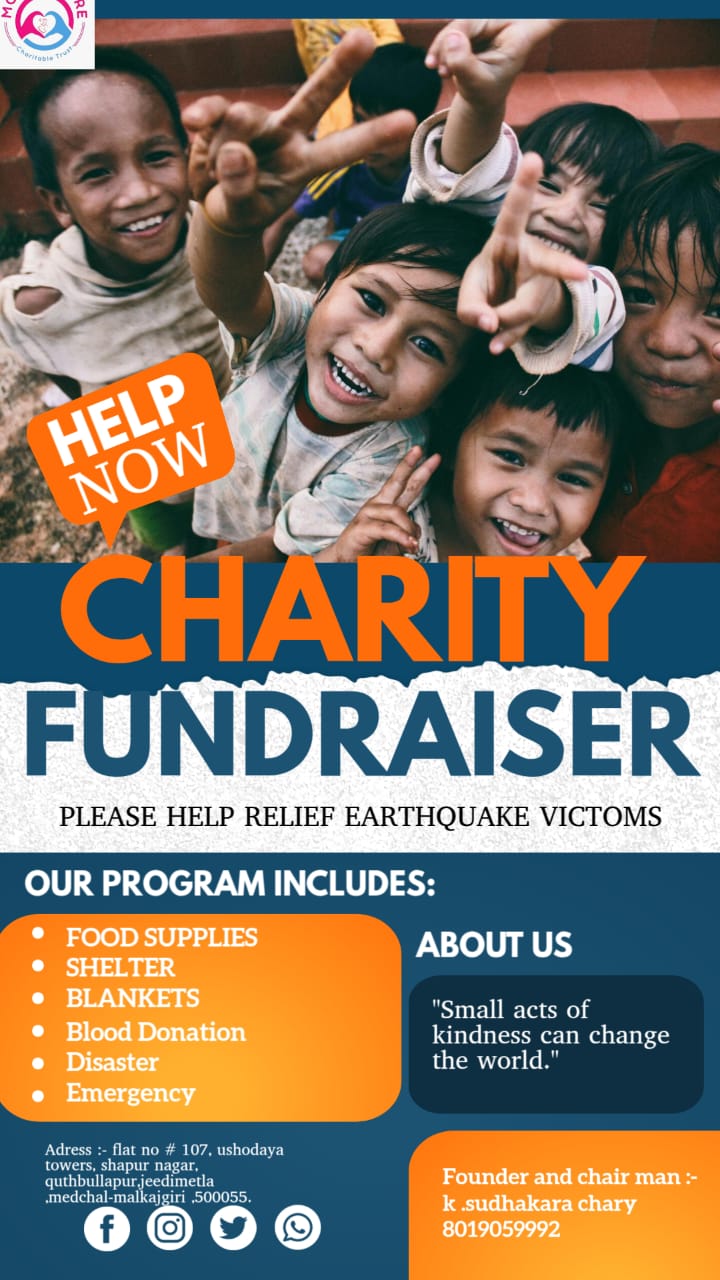 Charitable Trust
HELP
NOW
CHARITY
FUNDRAISER
PLEASE HELP RELIEF EARTHQUAKE VICTOMS
OUR PROGRAM INCLUDES:
FOOD SUPPLIES
SHELTER
BLANKETS
Blood Donation
Disaster
Emergency
ABOUT US
"Small acts of
kindness can change
the world."
Adress :- flat no # 107, ushodaya
towers, shapur nagar,
quthbullapur,jeedimetla
,medchal-malkajgiri ,500055.
Founder and chair man :-
k .sudhakara chary
8019059992